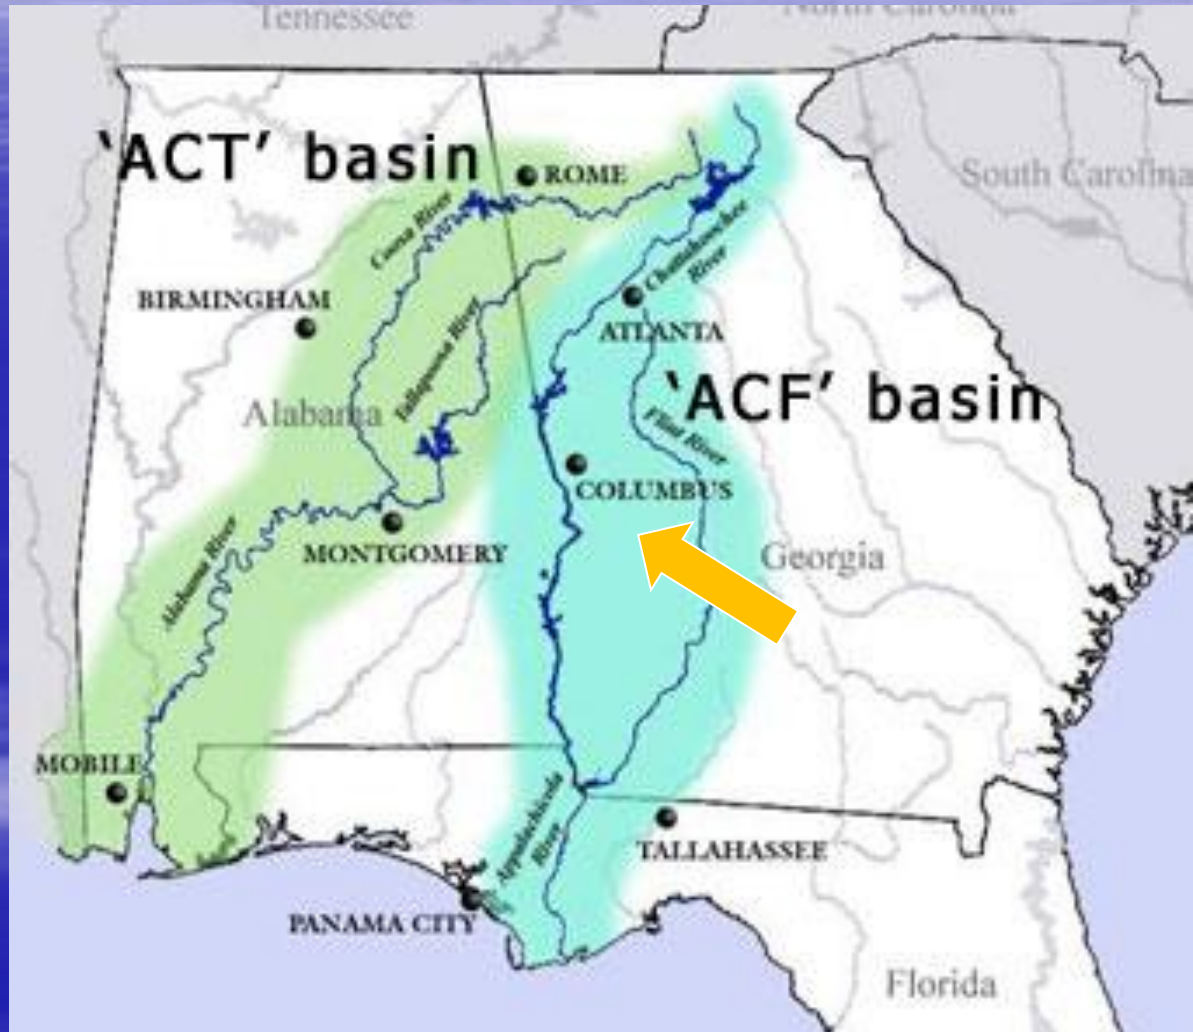 Tennessee
North Carolina
'ACT' basin
ROME
South Carolina
Coosa River
Chattahoochee
River
BIRMINGHAM
ATLANTA
Tallapoosa River
'ACF' basin
Alabama
Flint River
COLUMBUS
MONTGOMERY
Georgia
Alabama River
MOBILE
Appalachicola
River
TALLAHASSEE
PANAMA CITY
Florida